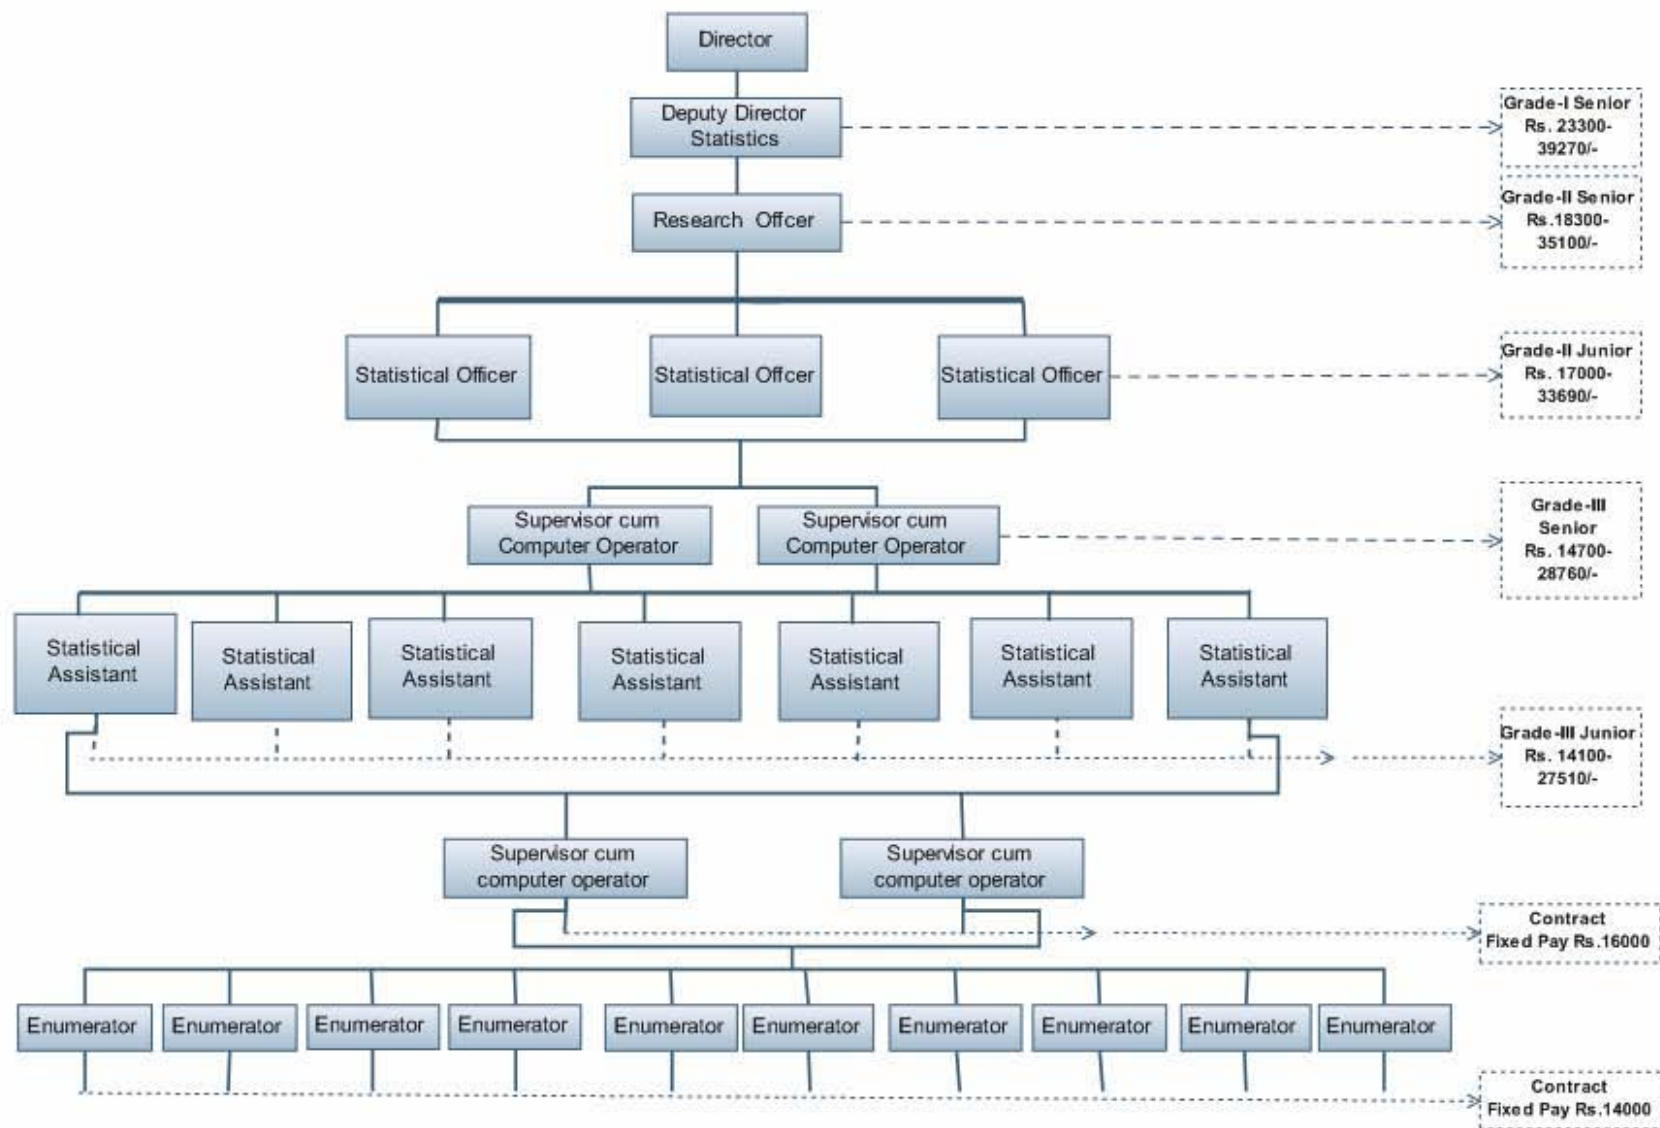 Director
Deputy Director
Statistics
Grade-I Senior
Rs. 23300-
39270/-
Research Offcer
Grade-II Senior
Rs.18300-
35100/-
Statistical Officer
Statistical Offcer
Statistical Officer
Grade-II Junior
Rs. 17000-
33690/-
Supervisor cum
Computer Operator
Supervisor cum
Computer Operator
Grade-III
Senior
Rs. 14700-
28760/-
Statistical
Assistant
Statistical
Assistant
Statistical
Assistant
Statistical
Assistant
Statistical
Assistant
Statistical
Assistant
Statistical
Assistant
Grade-III Junior
Rs. 14100-
27510/-
Supervisor cum
computer operator
Supervisor cum
computer operator
Contract
Fixed Pay Rs.16000
Enumerator
Enumerator
Enumerator
Enumerator
Enumerator
Enumerator
Enumerator
Enumerator
Enumerator
Enumerator
Contract
Fixed Pay Rs.14000